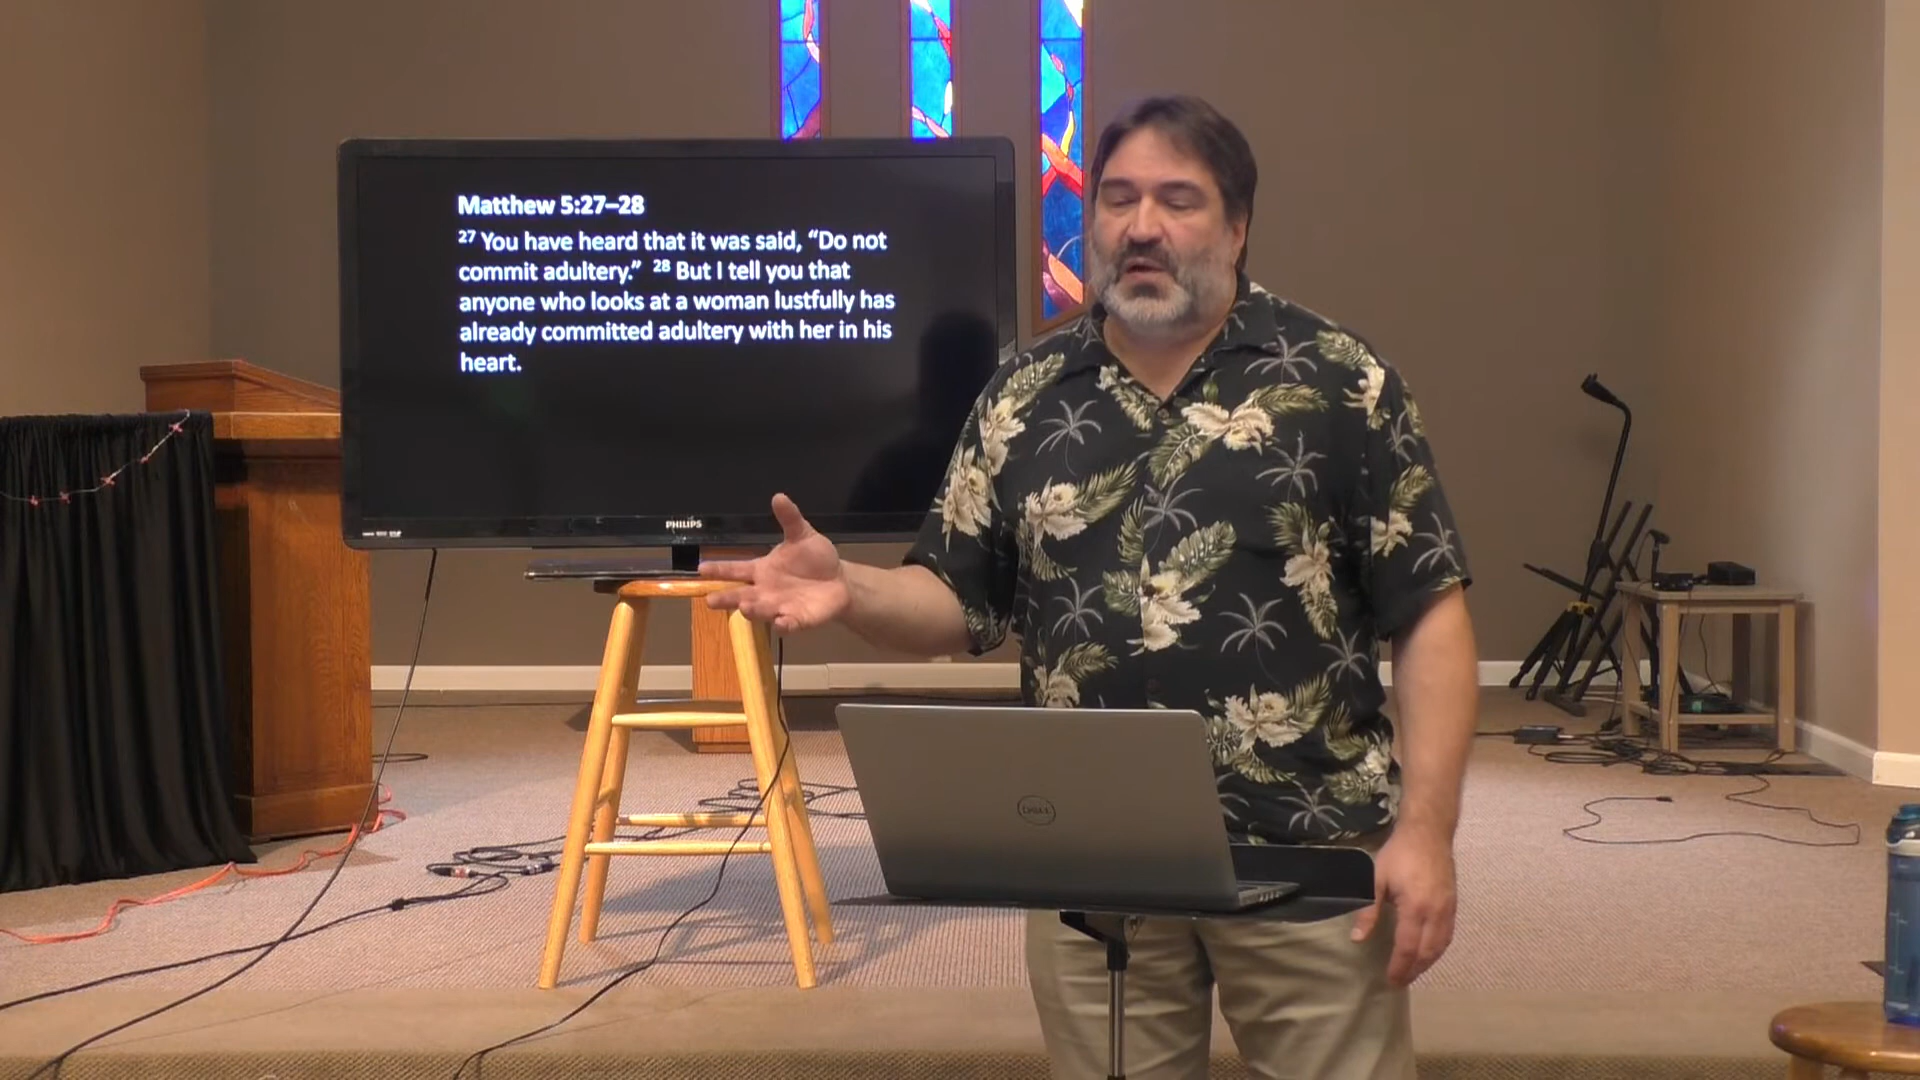 Matthew 5:27–28
27 You have heard that it was said, “Do not
commit adultery.” 28 But I tell you that
anyone who looks at a woman lustfully has
already committed adultery with her in his
heart.
PHILIPS
DELL